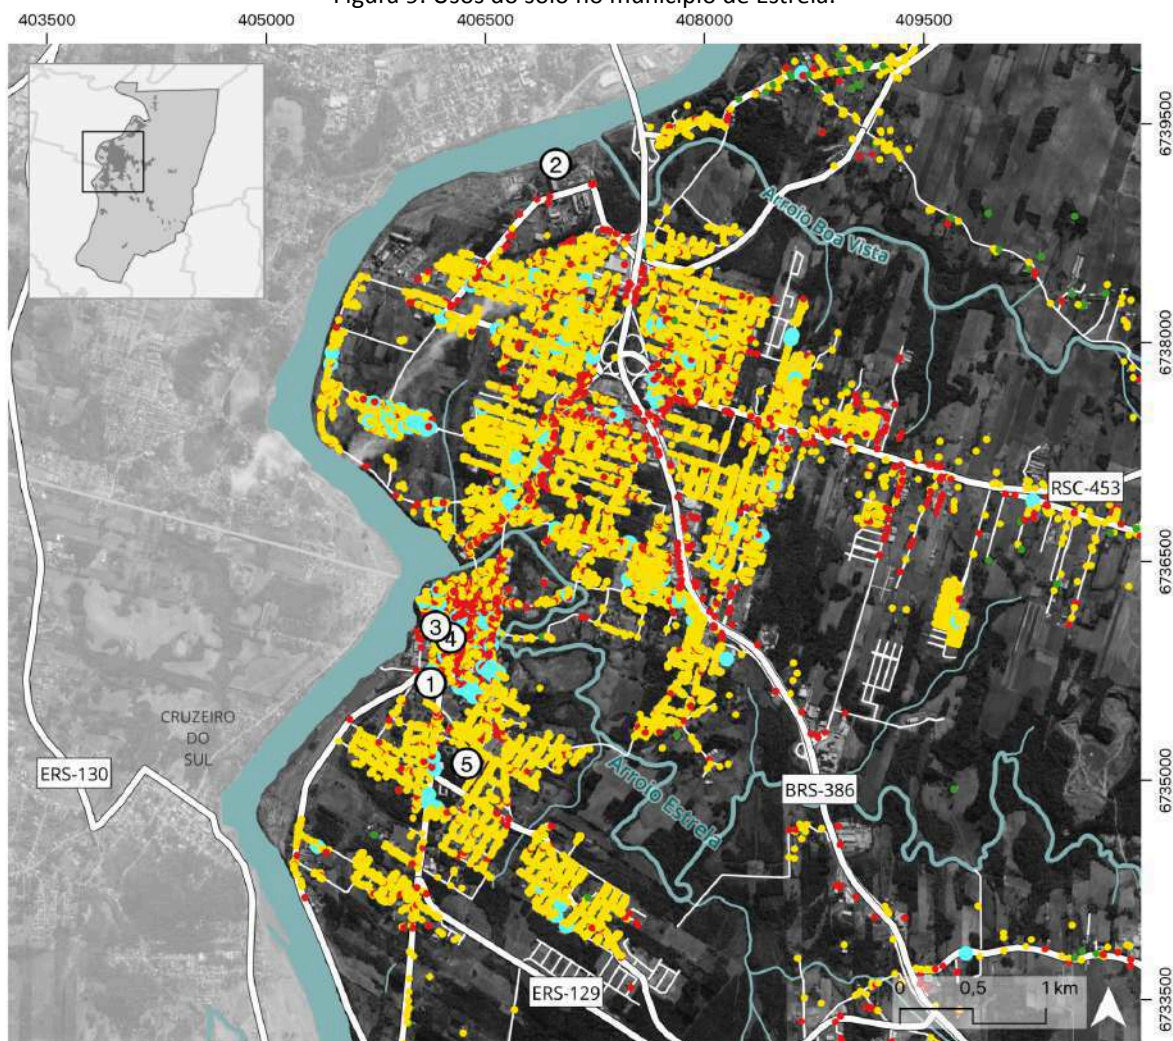 Figura 9: Usos do solo no município de Estrela.
403500 405000 406500 408000 409500
6739500
2
Arroio Boa Vista
6738000
RSC-453
6736500
3
4
1
CRUZEIRO
DO
SUL
5
ERS-130
Arroio Estrela
BRS-386
6735000
ERS-129
0 0,5 1 km
6733500